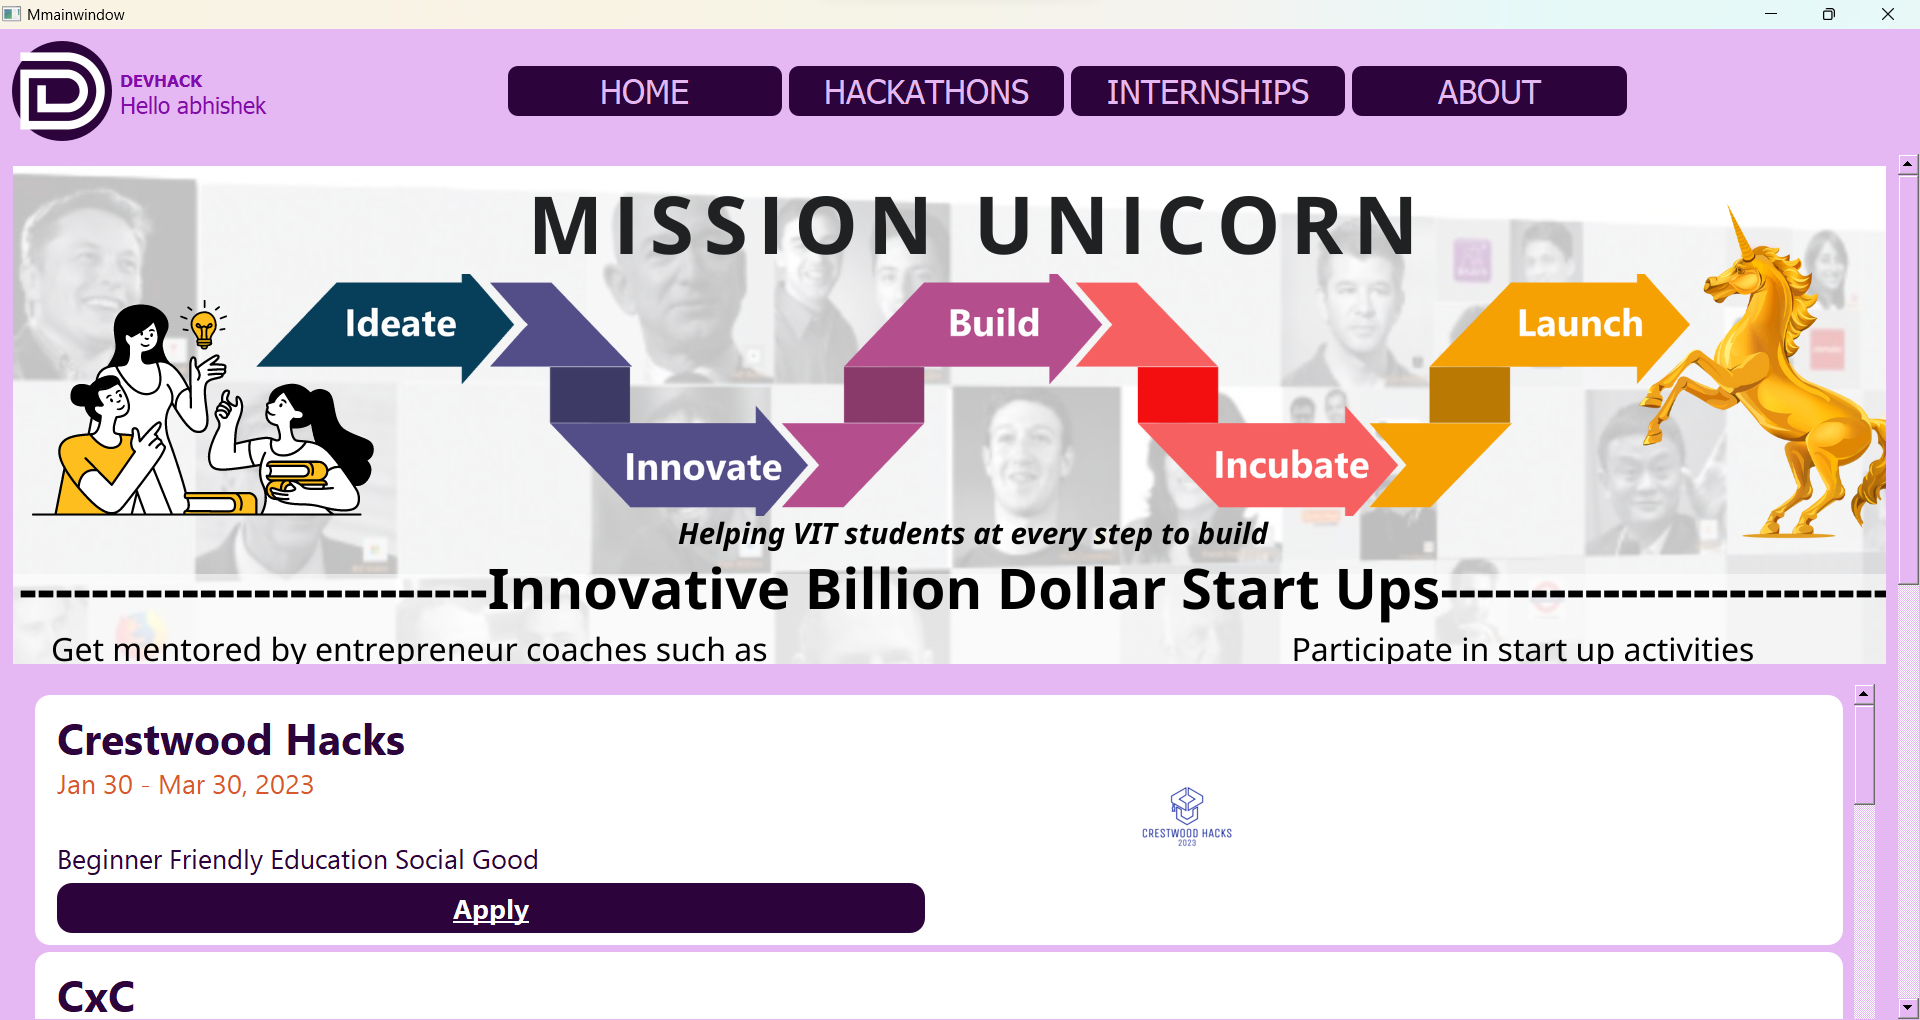 Mmainwindow
DEVHACK
Hello abhishek
HOME
HACKATHONS
INTERNSHIPS
ABOUT
MISSION UNICORN
Ideate
Build
Launch
Innovate
Incubate
Helping VIT students at every step to build
--------------------------Innovative Billion Dollar Start Ups-------------------------
Get mentored by entrepreneur coaches such as
Participate in start up activities
Crestwood Hacks
Jan 30 - Mar 30, 2023
CRESTWOOD HACKS
2023
Beginner Friendly Education Social Good
Apply
CxC